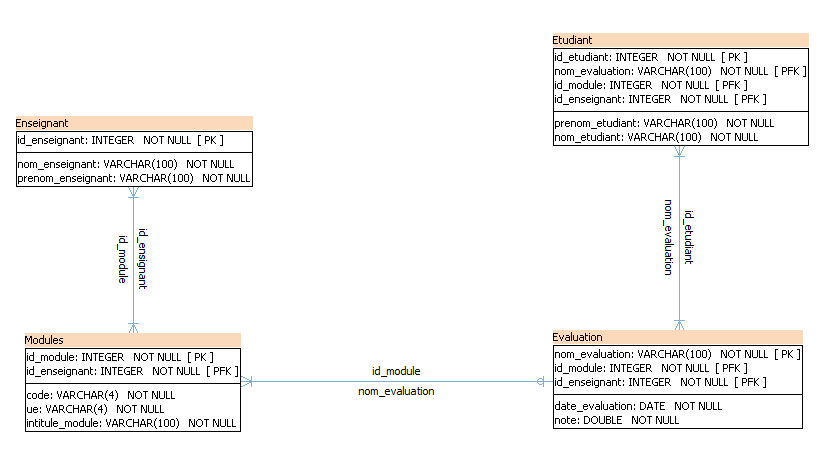 Etudiant
id_etudiant: INTEGER NOT NULL [ PK ]
nom_evaluation: VARCHAR(100) NOT NULL [ PFK ]
id_module: INTEGER NOT NULL [ PFK ]
id_enseignant: INTEGER NOT NULL [ PFK ]
prenom_etudiant: VARCHAR(100) NOT NULL
nom_etudiant: VARCHAR(100) NOT NULL
Enseignant
id_enseignant: INTEGER NOT NULL [ PK ]
nom_enseignant: VARCHAR(100) NOT NULL
prenom_enseignant: VARCHAR(100) NOT NULL
id_ensignant
id_module
id_etudiant
nom_evaluation
Modules
id_module: INTEGER NOT NULL [ PK ]
id_enseignant: INTEGER NOT NULL [ PFK ]
code: VARCHAR(4) NOT NULL
ue: VARCHAR(4) NOT NULL
intitule_module: VARCHAR(100) NOT NULL
id_module
nom_evaluation
Evaluation
nom_evaluation: VARCHAR(100) NOT NULL [ PK ]
id_module: INTEGER NOT NULL [ PFK ]
id_enseignant: INTEGER NOT NULL [ PFK ]
date_evaluation: DATE NOT NULL
note: DOUBLE NOT NULL